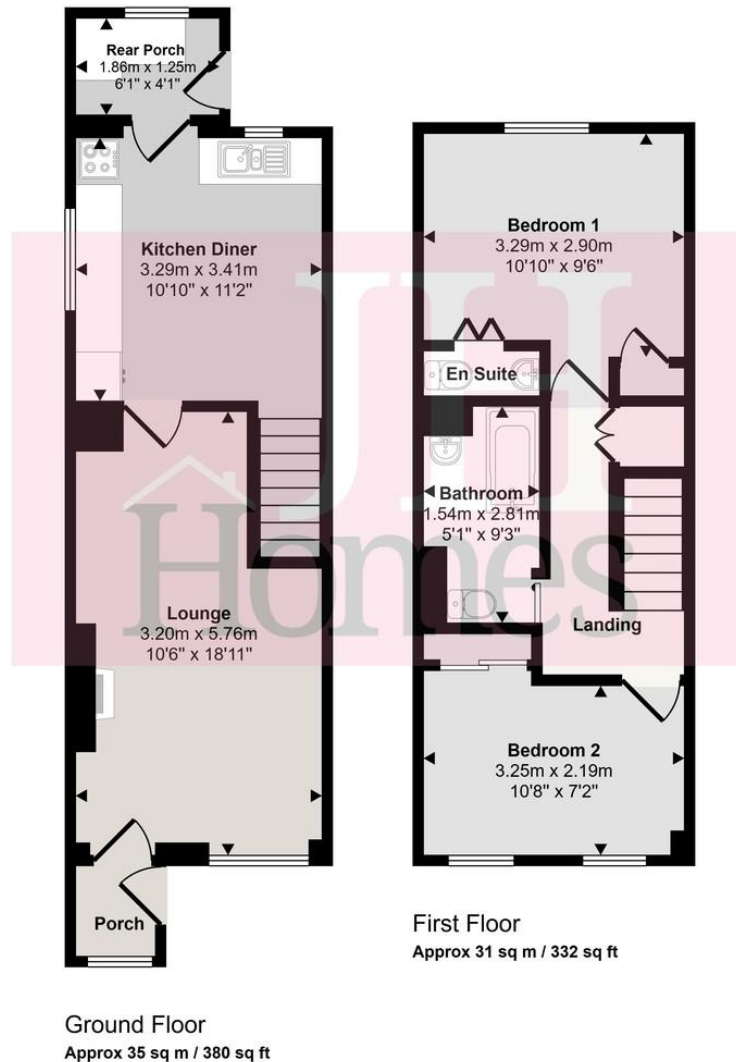 Rear Porch
1.86m x 1.25m
6'1" x 4'1"
Kitchen Diner
3.29m x 3.41m
10'10" x 11'2"
Lounge
3.20m x 5.76m
10'6" x 18'11"
Porch
Ground Floor
Approx 35 sq m / 380 sq ft
Bedroom 1
3.29m x 2.90m
10'10" x 9'6"
En Suite
Bathroom
1.54m x 2.81m
5'1" x 9'3"
Landing
Bedroom 2
3.25m x 2.19m
10'8" x 7'2"
First Floor
Approx 31 sq m / 332 sq ft
JH
Homes